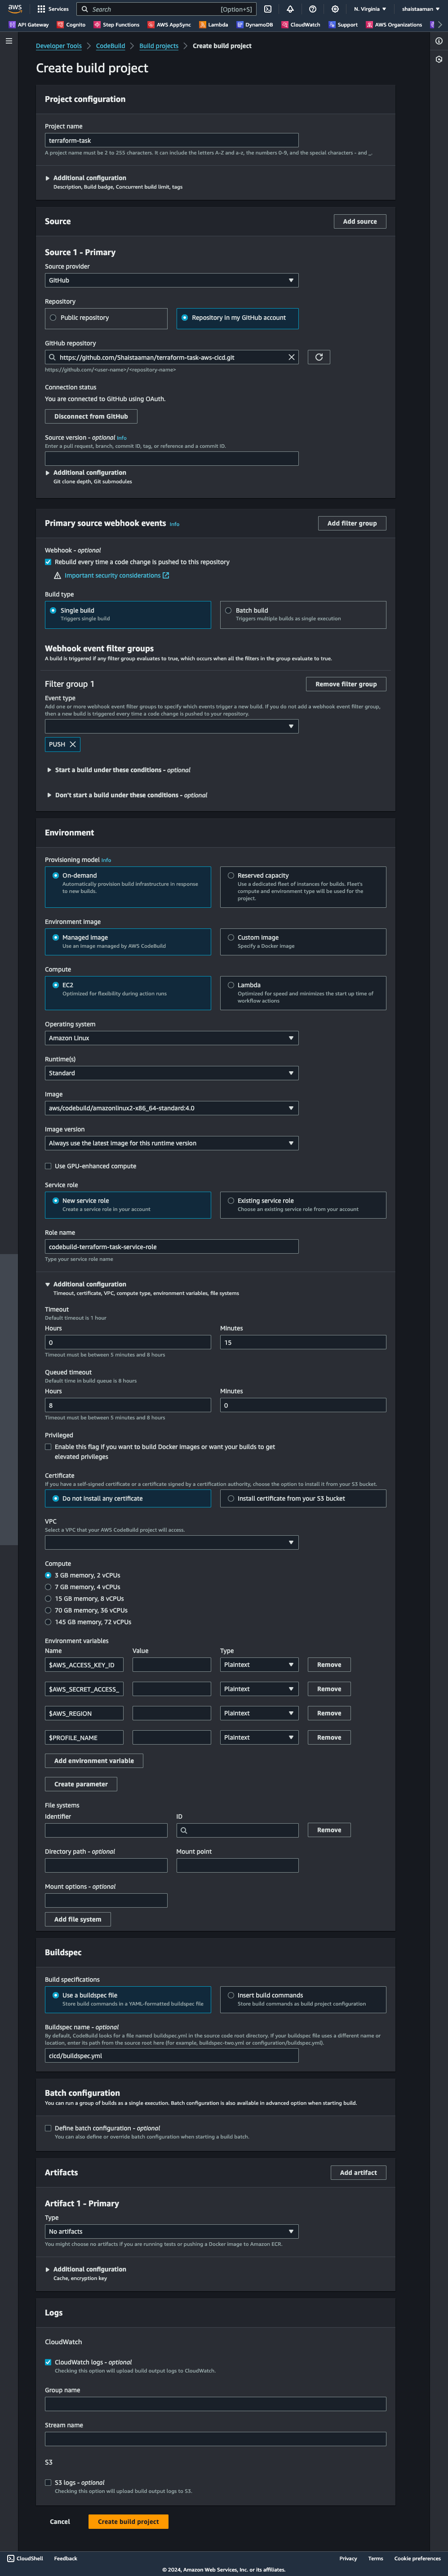 aws
Services
Search
[Option+S]
N. Virginia
shaistaaman
API Gateway
Cognito
Step Functions
AWS AppSync
Lambda
DynamoDB
CloudWatch
Support
AWS Organizations
Developer Tools
CodeBuild
Build projects
Create build project
Create build project
Project configuration
Project name
terraform-task
A project name must be 2 to 255 characters. It can include the letters A-Z and a-z, the numbers 0-9, and the special characters - and _.
Additional configuration
Description, Build badge, Concurrent build limit, tags
Source
Add source
Source 1 - Primary
Source provider
GitHub
Repository
Public repository
Repository in my GitHub account
GitHub repository
https://github.com/Shaistaaman/terraform-task-aws-cicd.git
https://github.com/<user-name>/<repository-name>
Connection status
You are connected to GitHub using OAuth.
Disconnect from GitHub
Source version - optional Info
Enter a pull request, branch, commit ID, tag, or reference and a commit ID.
Additional configuration
Git clone depth, Git submodules
Primary source webhook events Info
Add filter group
Webhook - optional
Rebuild every time a code change is pushed to this repository
Important security considerations
Build type
Single build
Triggers single build
Batch build
Triggers multiple builds as single execution
Webhook event filter groups
A build is triggered if any filter group evaluates to true, which occurs when all the filters in the group evaluate to true.
Filter group 1
Remove filter group
Event type
Add one or more webhook event filter groups to specify which events trigger a new build. If you do not add a webhook event filter group,
then a new build is triggered every time a code change is pushed to your repository.
PUSH
Start a build under these conditions - optional
Don't start a build under these conditions - optional
Environment
Provisioning model Info
On-demand
Automatically provision build infrastructure in response
to new builds.
Reserved capacity
Use a dedicated fleet of instances for builds. Fleet's
compute and environment type will be used for the
project.
Environment image
Managed image
Use an image managed by AWS CodeBuild
Custom image
Specify a Docker image
Compute
EC2
Optimized for flexibility during action runs
Lambda
Optimized for speed and minimizes the start up time of
workflow actions
Operating system
Amazon Linux
Runtime(s)
Standard
Image
aws/codebuild/amazonlinux2-x86_64-standard:4.0
Image version
Always use the latest image for this runtime version
Use GPU-enhanced compute
Service role
New service role
Create a service role in your account
Existing service role
Choose an existing service role from your account
Role name
codebuild-terraform-task-service-role
Type your service role name
Additional configuration
Timeout, certificate, VPC, compute type, environment variables, file systems
Timeout
Default timeout is 1 hour
Hours
Minutes
0
15
Timeout must be between 5 minutes and 8 hours
Queued timeout
Default time in build queue is 8 hours
Hours
Minutes
8
0
Timeout must be between 5 minutes and 8 hours
Privileged
Enable this flag if you want to build Docker images or want your builds to get
elevated privileges
Certificate
If you have a self-signed certificate or a certificate signed by a certification authority, choose the option to install it from your S3 bucket.
Do not install any certificate
Install certificate from your S3 bucket
VPC
Select a VPC that your AWS CodeBuild project will access.
Compute
3 GB memory, 2 vCPUs
7 GB memory, 4 vCPUs
15 GB memory, 8 vCPUs
70 GB memory, 36 vCPUs
145 GB memory, 72 vCPUs
Environment variables
Name
Value
Type
$AWS_ACCESS_KEY_ID
Plaintext
Remove
$AWS_SECRET_ACCESS_
Plaintext
Remove
$AWS_REGION
Plaintext
Remove
$PROFILE_NAME
Plaintext
Remove
Add environment variable
Create parameter
File systems
Identifier
ID
Remove
Directory path - optional
Mount point
Mount options - optional
Add file system
Buildspec
Build specifications
Use a buildspec file
Store build commands in a YAML-formatted buildspec file
Insert build commands
Store build commands as build project configuration
Buildspec name - optional
By default, CodeBuild looks for a file named buildspec.yml in the source code root directory. If your buildspec file uses a different name or
location, enter its path from the source root here (for example, buildspec-two.yml or configuration/buildspec.yml).
cicd/buildspec.yml
Batch configuration
You can run a group of builds as a single execution. Batch configuration is also available in advanced option when starting build.
Define batch configuration - optional
You can also define or override batch configuration when starting a build batch.
Artifacts
Add artifact
Artifact 1 - Primary
Type
No artifacts
You might choose no artifacts if you are running tests or pushing a Docker image to Amazon ECR.
Additional configuration
Cache, encryption key
Logs
CloudWatch
CloudWatch logs - optional
Checking this option will upload build output logs to CloudWatch.
Group name
Stream name
S3
S3 logs - optional
Checking this option will upload build output logs to S3.
Cancel
Create build project
CloudShell
Feedback
Privacy
Terms
Cookie preferences
© 2024, Amazon Web Services, Inc. or its affiliates.